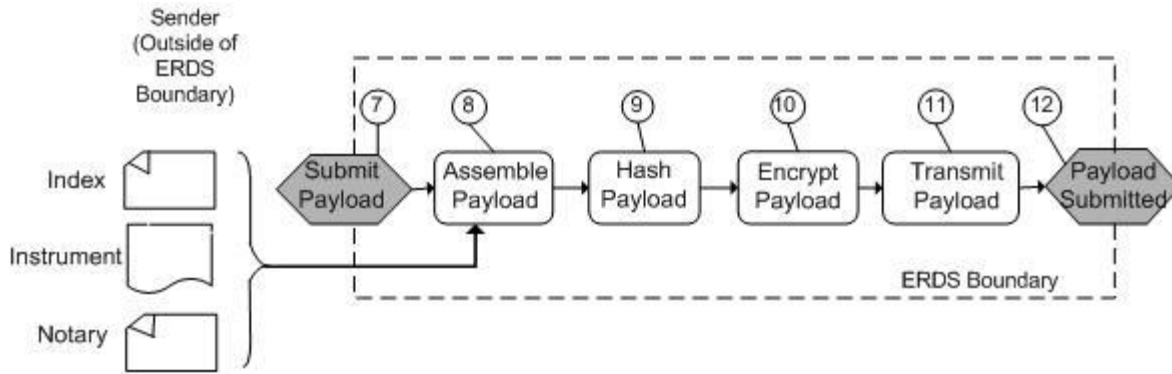 Sender
(Outside of
ERDS
Boundary)
7
8
9
10
11
12
Index
Instrument
Notary
Submit
Payload
Assemble
Payload
Hash
Payload
Encrypt
Payload
Transmit
Payload
Payload
Submitted
ERDS Boundary